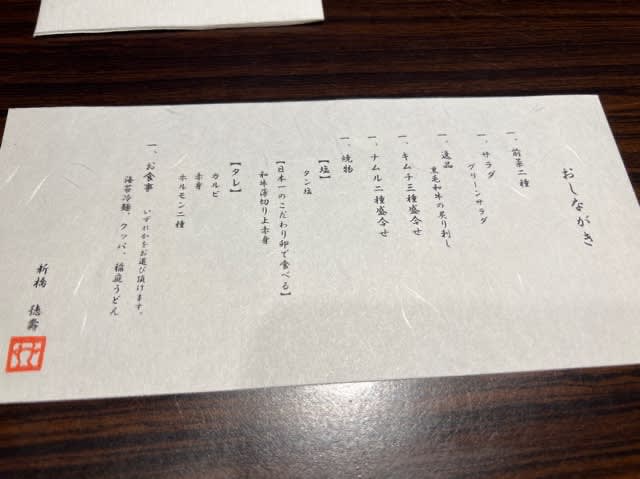 おしながき
一、前菜二種
一、サラダ
グリーンサラダ
一、逸品
黒毛和牛の炙り刺し
一、キムチ三種盛合せ
一、ナムル二種盛合せ
一、焼物
【塩】
タン塩
【日本一のこだわり卵で食べる】
和牛薄切り上赤身
【タレ】
カルビ
赤身
ホルモン二種
一、お食事 いずれかをお選び頂けます。
海苔冷麺、クッパ、稲庭うどん
新橋 徳壽